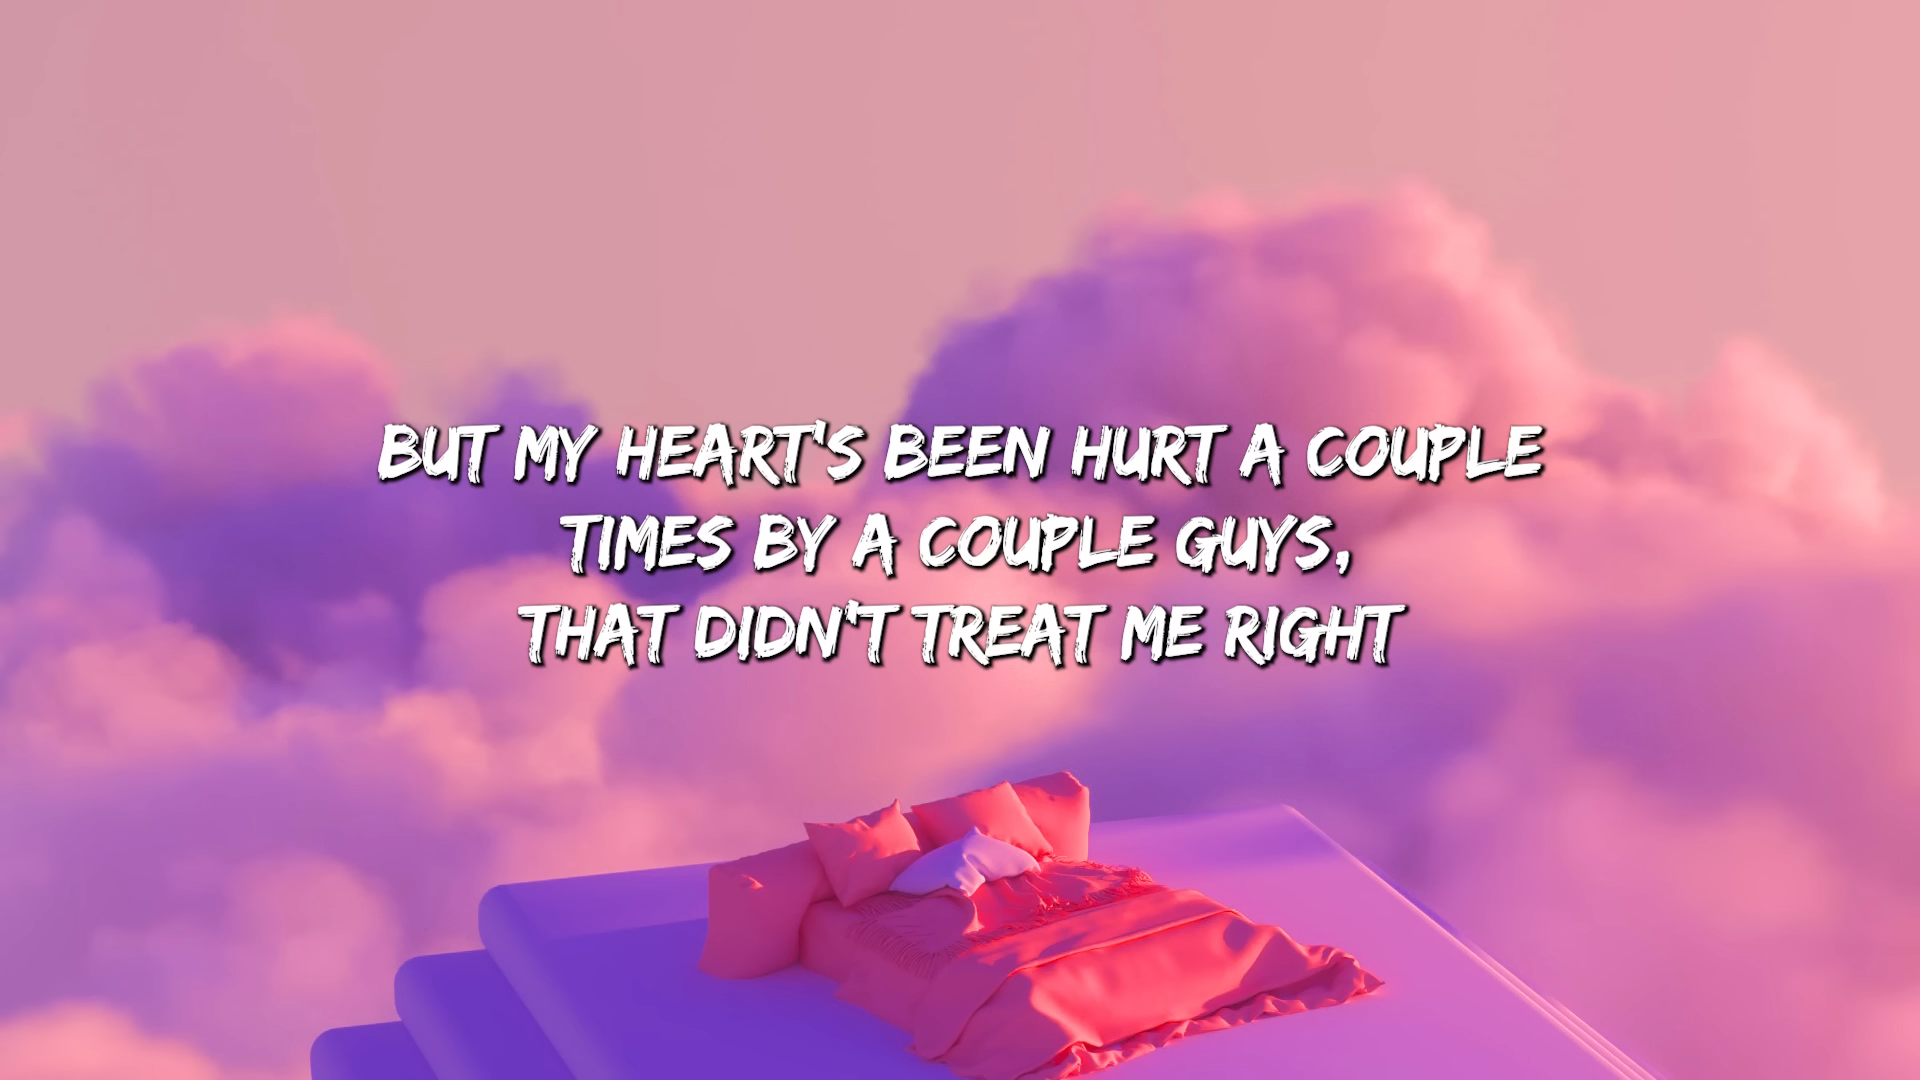 BUT MY HEART'S BEEN HURT A COUPLE
TIMES BY A COUPLE GUYS,
THAT DIDN'T TREAT ME RIGHT